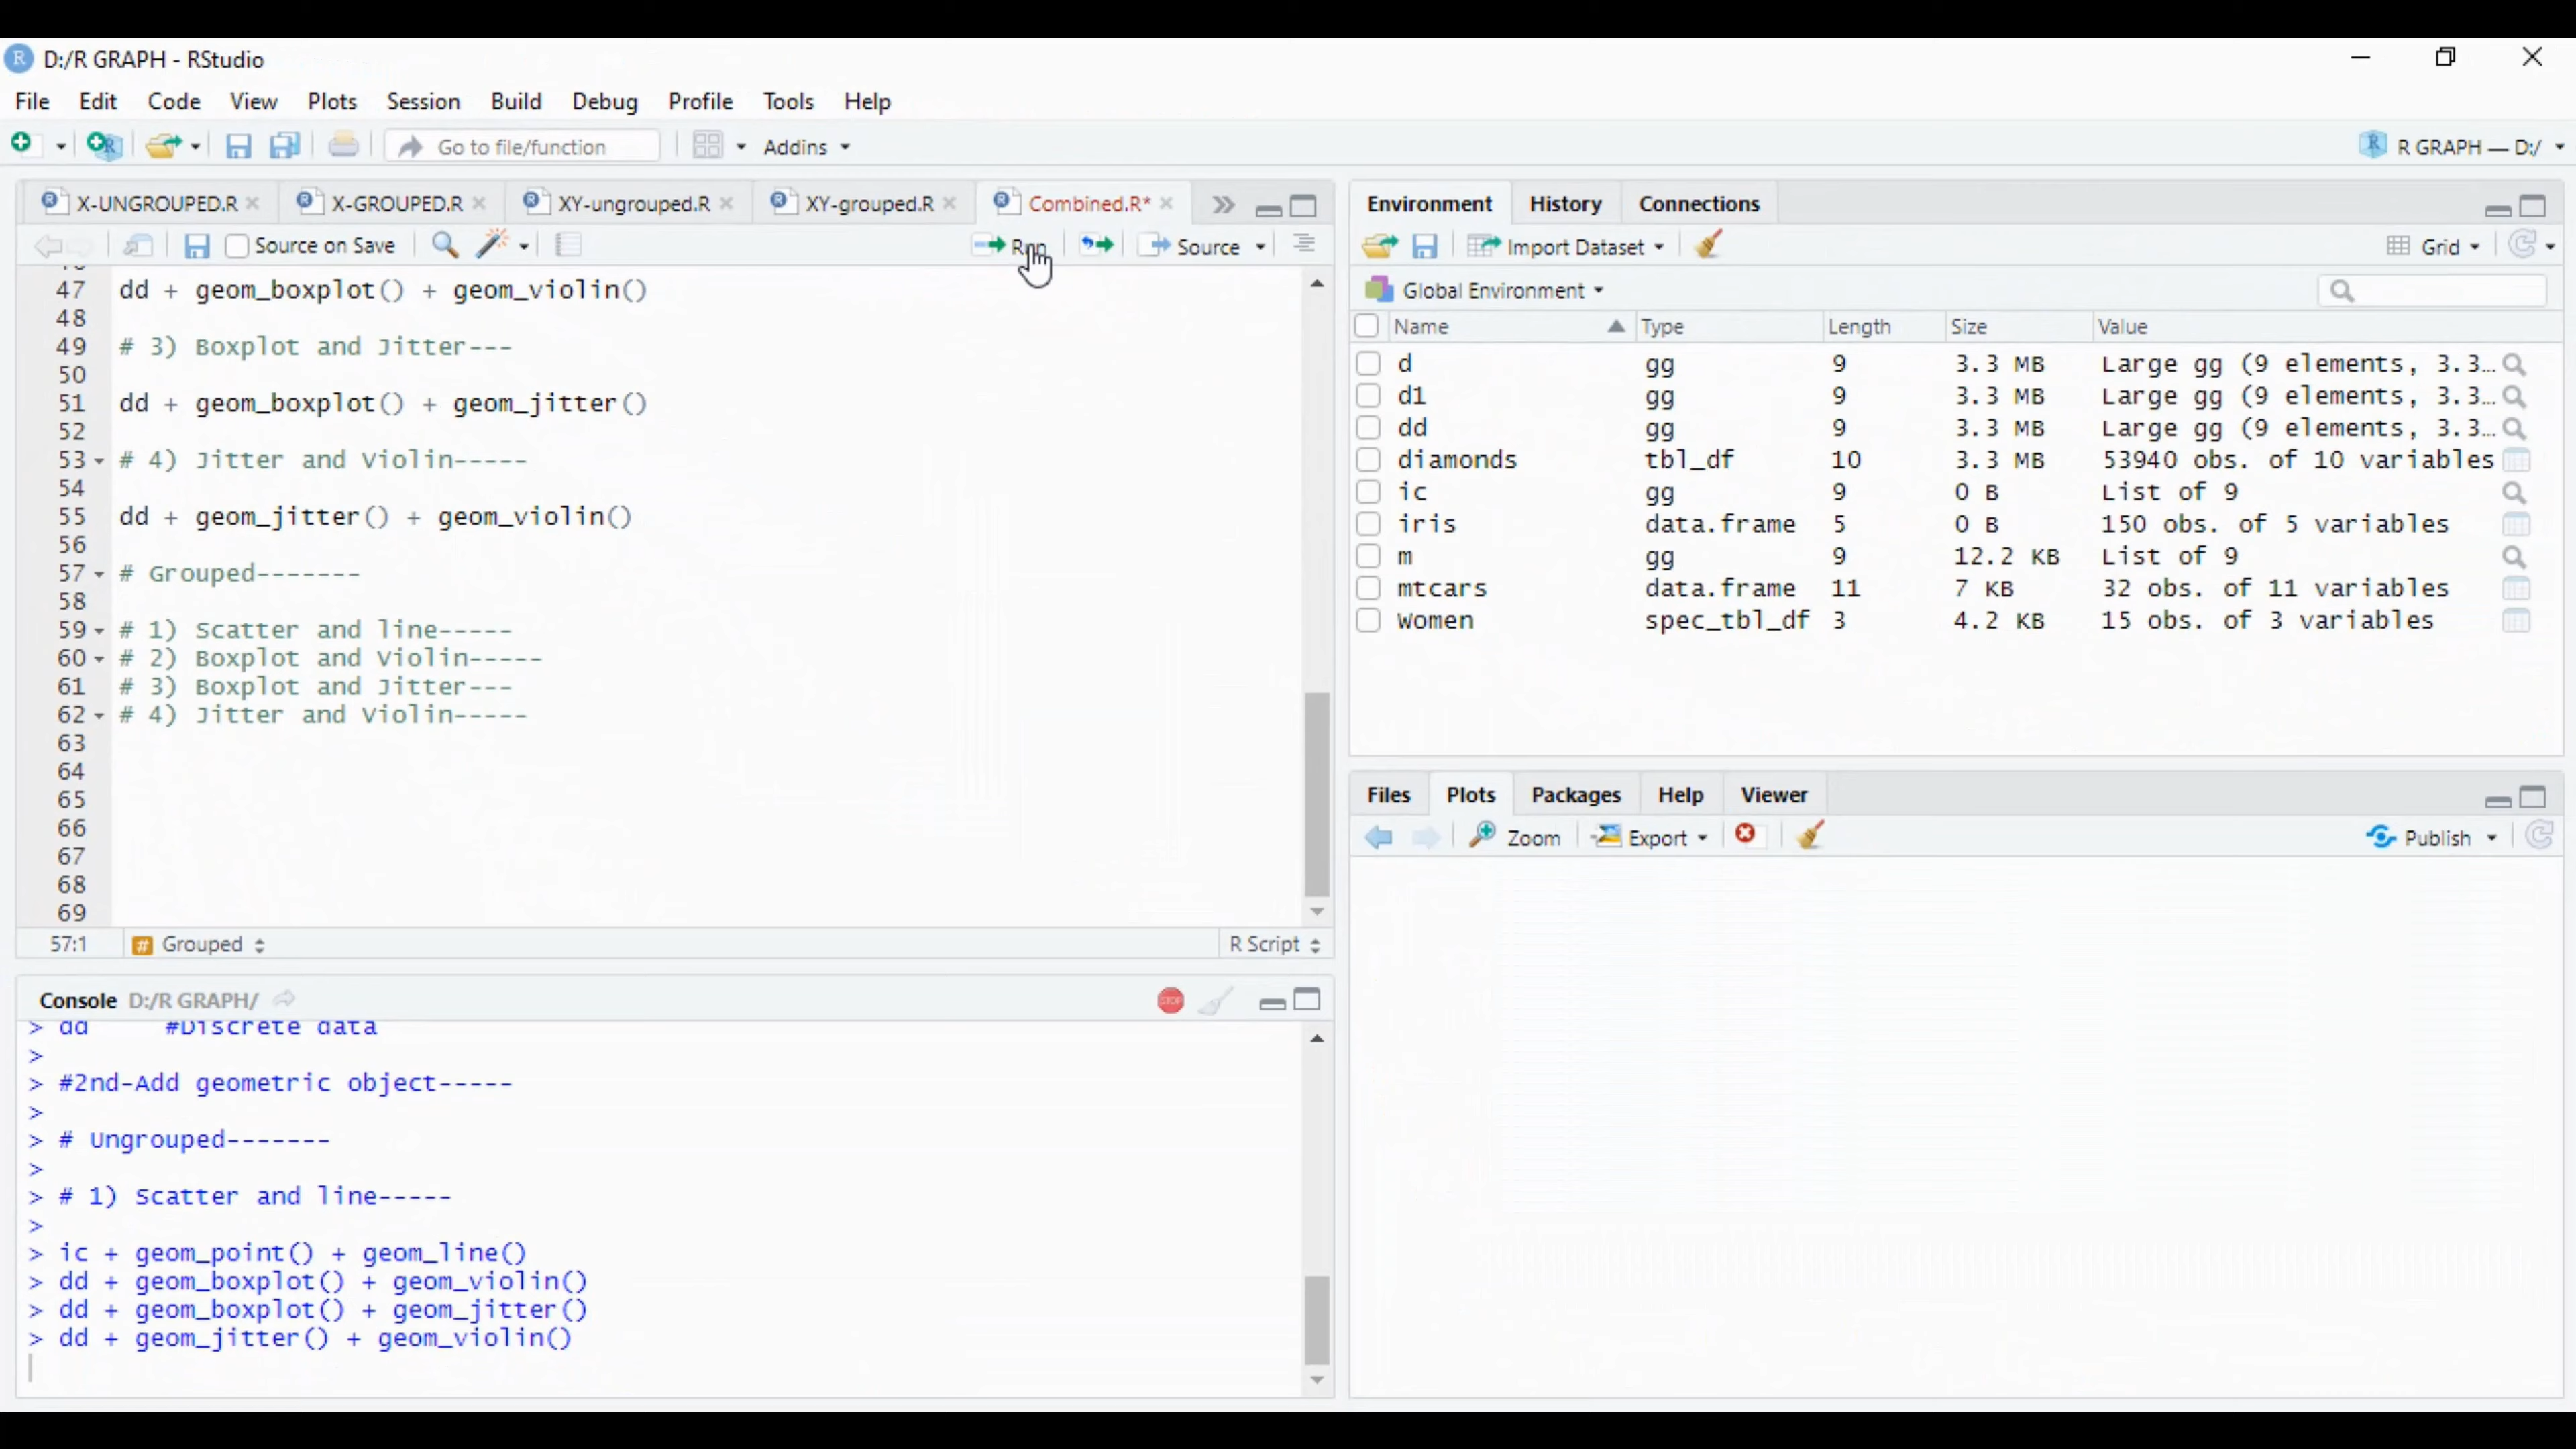 D:/R GRAPH - RStudio
File Edit Code View Plots Session Build Debug Profile Tools Help
Go to file/function Addins R GRAPH — D:/
X-UNGROUPED.R X-GROUPED.R XY-ungrouped.R XY-grouped.R Combined.R*
Source on Save Run Source
47 dd + geom_boxplot() + geom_violin()
48
49 # 3) Boxplot and Jitter---
50
51 dd + geom_boxplot() + geom_jitter()
52
53 # 4) Jitter and Violin-----
54
55 dd + geom_jitter() + geom_violin()
56
57 # Grouped-------
58
59 # 1) Scatter and line-----
60 # 2) Boxplot and Violin-----
61 # 3) Boxplot and Jitter---
62 # 4) Jitter and Violin-----
63
64
65
66
67
68
69
57:1 # Grouped R Script
Console D:/R GRAPH/ STOP
> dd #Discrete data
>
> #2nd-Add geometric object-----
>
> # Ungrouped-------
>
> # 1) Scatter and line-----
>
> ic + geom_point() + geom_line()
> dd + geom_boxplot() + geom_violin()
> dd + geom_boxplot() + geom_jitter()
> dd + geom_jitter() + geom_violin()
Environment History Connections
Import Dataset Grid
Global Environment
Name Type Length Size Value
d gg 9 3.3 MB Large gg (9 elements, 3.3…
d1 gg 9 3.3 MB Large gg (9 elements, 3.3…
dd gg 9 3.3 MB Large gg (9 elements, 3.3…
diamonds tbl_df 10 3.3 MB 53940 obs. of 10 variables
ic gg 9 0 B List of 9
iris data.frame 5 0 B 150 obs. of 5 variables
m gg 9 12.2 KB List of 9
mtcars data.frame 11 7 KB 32 obs. of 11 variables
Women spec_tbl_df 3 4.2 KB 15 obs. of 3 variables
Files Plots Packages Help Viewer
Zoom Export Publish